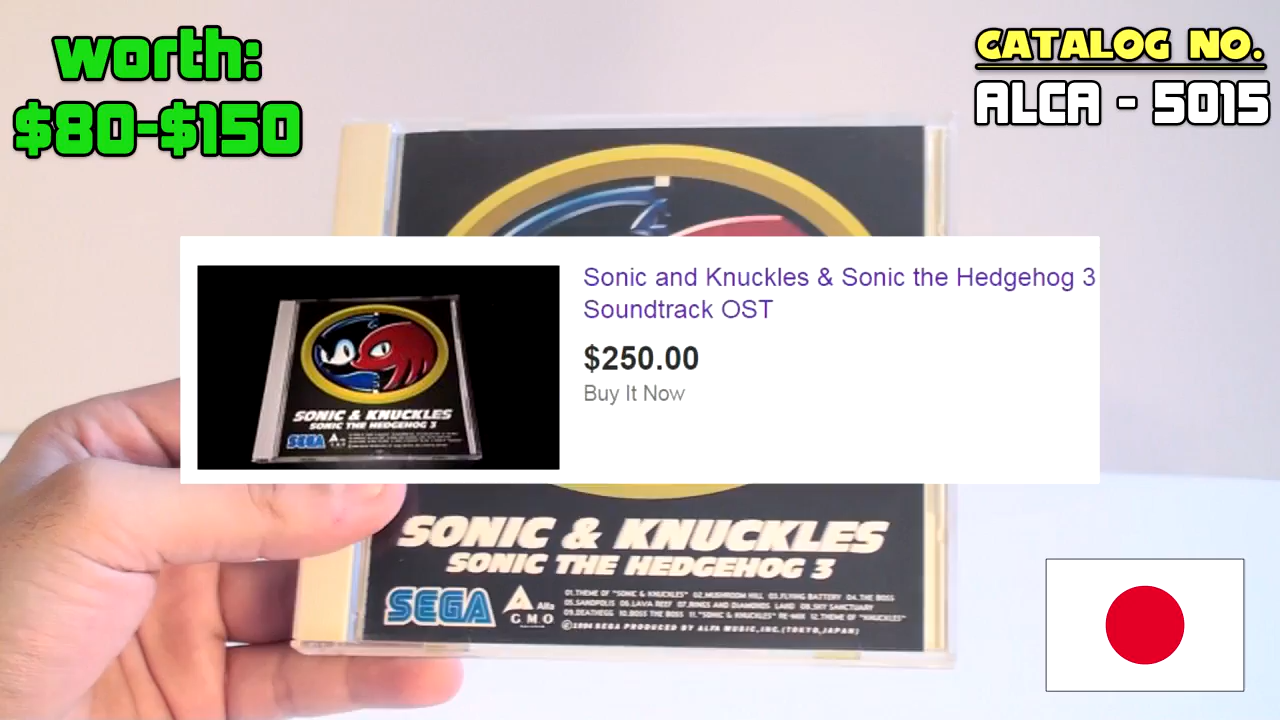 worth:
$80-$150
CATALOG NO.
ALCA - 5015
Sonic and Knuckles & Sonic the Hedgehog 3
Soundtrack OST
$250.00
Buy It Now
SONIC & KNUCKLES
SONIC THE HEDGEHOG 3
SEGA
SONIC & KNUCKLES
SONIC THE HEDGEHOG 3
SEGA
Alfa
GMO
01.THEME OF "SONIC & KNUCKLES" 02.MUSHROOM HILL 03.FLYING BATTERY 04.THE BOSS
05.SANDPOLIS 06.LAVA REEF 07.RINGS AND DIAMONDS LAND 08.SKY SANCTUARY
09.DEATHEGG 10.BOSS THE BOSS 11."SONIC & KNUCKLES" RE-MIX 12.THEME OF "KNUCKLES"
©1994 SEGA PRODUCED BY ALFA MUSIC,INC.(TOKYO,JAPAN)